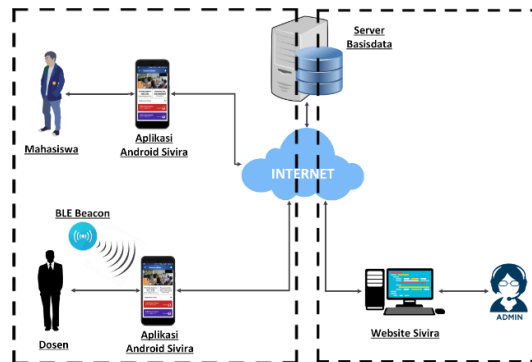 Server
Basisdata
Mahasiswa
Aplikasi
Android Sivira
INTERNET
BLE Beacon
Dosen
Aplikasi
Android Sivira
Website Sivira
ADMIN